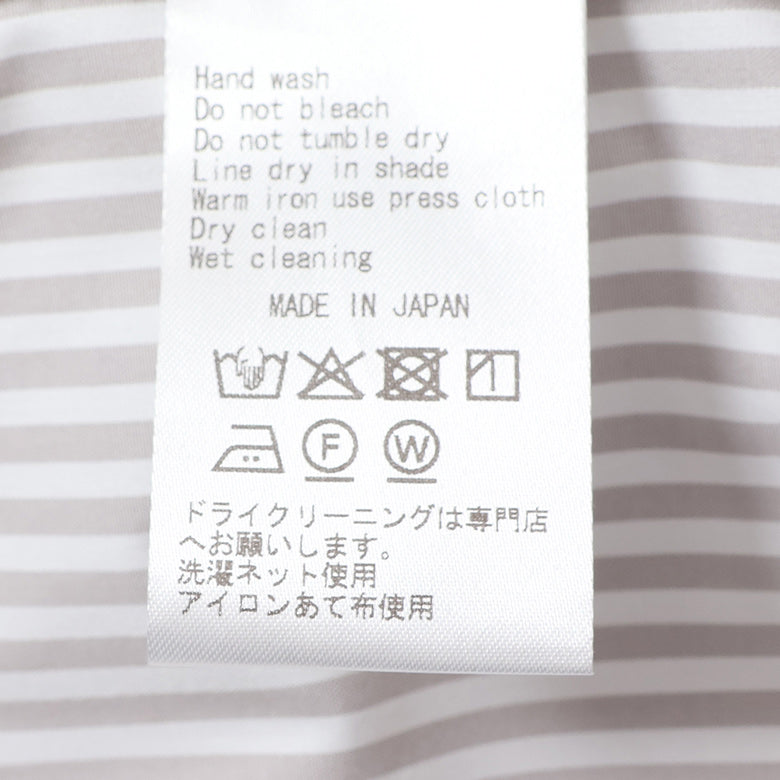 Hand wash
Do not bleach
Do not tumble dry
Line dry in shade
Warm iron use press cloth
Dry clean
Wet cleaning
MADE IN JAPAN
F W
ドライクリーニングは専門店
へお願いします。
洗濯ネット使用
アイロンあて布使用